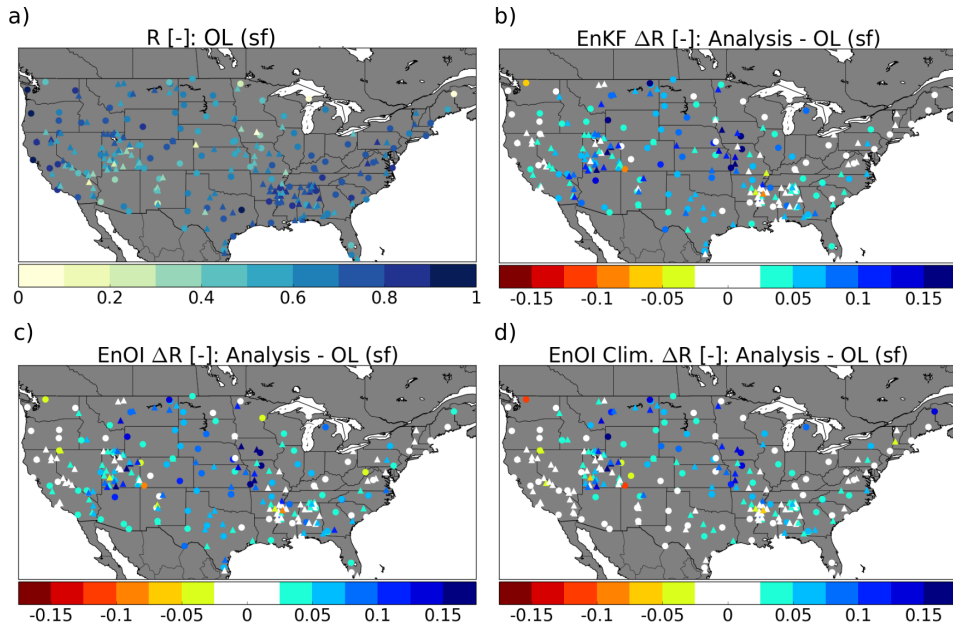 a)
R [-]: OL (sf)
0 0.2 0.4 0.6 0.8 1
b)
EnKF ΔR [-]: Analysis - OL (sf)
-0.15 -0.1 -0.05 0 0.05 0.1 0.15
c)
EnOI ΔR [-]: Analysis - OL (sf)
-0.15 -0.1 -0.05 0 0.05 0.1 0.15
d)
EnOI Clim. ΔR [-]: Analysis - OL (sf)
-0.15 -0.1 -0.05 0 0.05 0.1 0.15